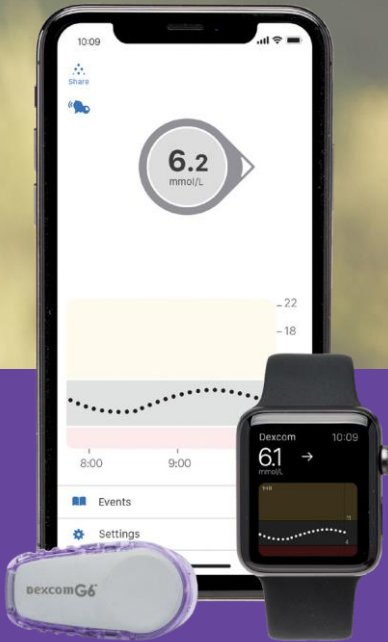 10:09
Share
6.2
mmol/L
22
18
8:00
9:00
Events
Settings
Dexcom 10:09
6.1
mmol/L
DEXCOM G6